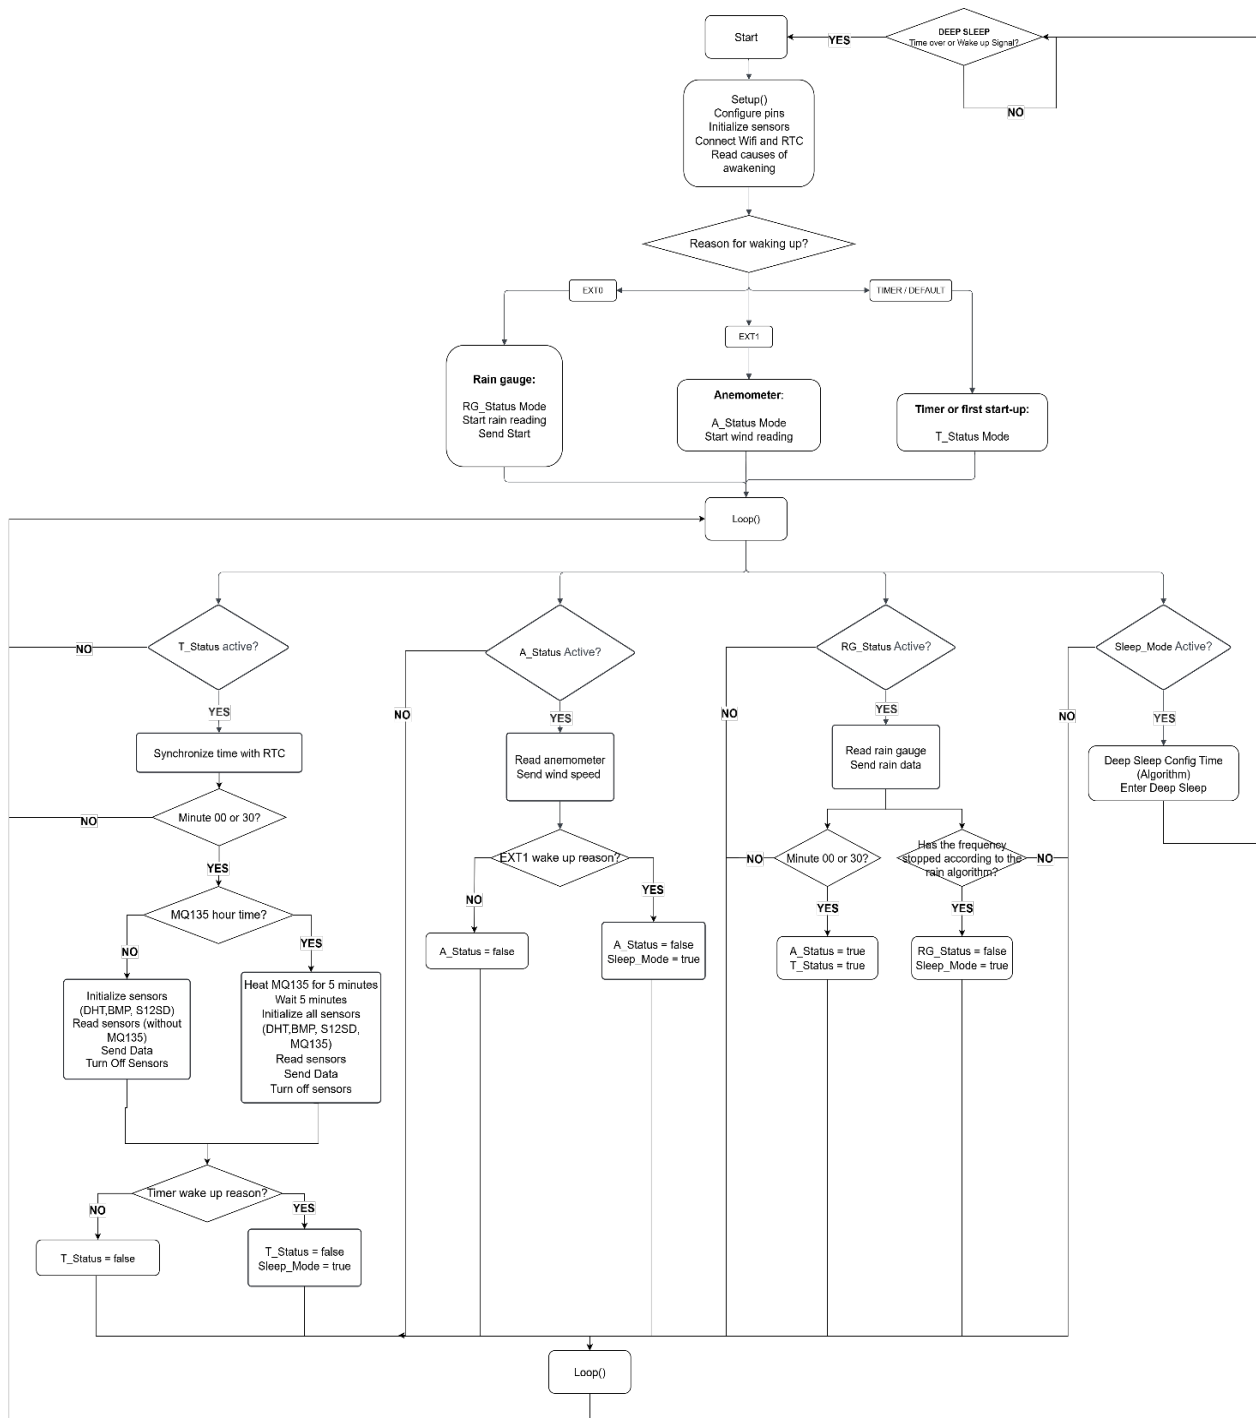 Start
YES
DEEP SLEEP
Time over or Wake up Signal?
NO
Setup()
Configure pins
Initialize sensors
Connect Wifi and RTC
Read causes of
awakening
Reason for waking up?
EXT0
TIMER / DEFAULT
EXT1
Rain gauge:
RG_Status Mode
Start rain reading
Send Start
Anemometer:
A_Status Mode
Start wind reading
Timer or first start-up:
T_Status Mode
Loop()
NO
T_Status active?
YES
Synchronize time with RTC
NO
Minute 00 or 30?
YES
MQ135 hour time?
NO
YES
Initialize sensors
(DHT,BMP, S12SD)
Read sensors (without
MQ135)
Send Data
Turn Off Sensors
Heat MQ135 for 5 minutes
Wait 5 minutes
Initialize all sensors
(DHT,BMP, S12SD,
MQ135)
Read sensors
Send Data
Turn off sensors
Timer wake up reason?
NO
YES
T_Status = false
T_Status = false
Sleep_Mode = true
A_Status Active?
NO
YES
Read anemometer
Send wind speed
EXT1 wake up reason?
NO
YES
A_Status = false
A_Status = false
Sleep_Mode = true
RG_Status Active?
NO
YES
Read rain gauge
Send rain data
NO
Minute 00 or 30?
Has the frequency
stopped according to the
rain algorithm?
NO
YES
YES
A_Status = true
T_Status = true
RG_Status = false
Sleep_Mode = true
Sleep_Mode Active?
NO
YES
Deep Sleep Config Time
(Algorithm)
Enter Deep Sleep
Loop()